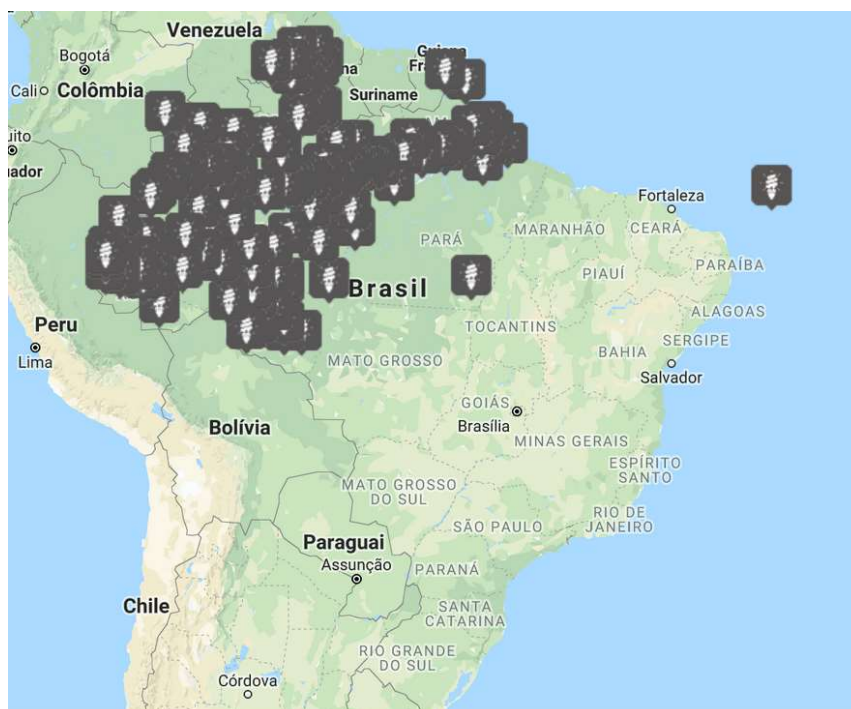 Venezuela
Bogotá
Cali
Colômbia
Suriname
Fortaleza
PARÁ
MARANHÃO
CEARÁ
PIAUÍ
PARAÍBA
Brasil
ALAGOAS
TOCANTINS
SERGIPE
Peru
Lima
MATO GROSSO
BAHIA
Salvador
GOIÁS
Brasília
Bolívia
MINAS GERAIS
ESPÍRITO
SANTO
MATO GROSSO
DO SUL
RIO DE
JANEIRO
SÃO PAULO
Paraguai
Assunção
PARANÁ
Chile
SANTA
CATARINA
RIO GRANDE
DO SUL
Córdova